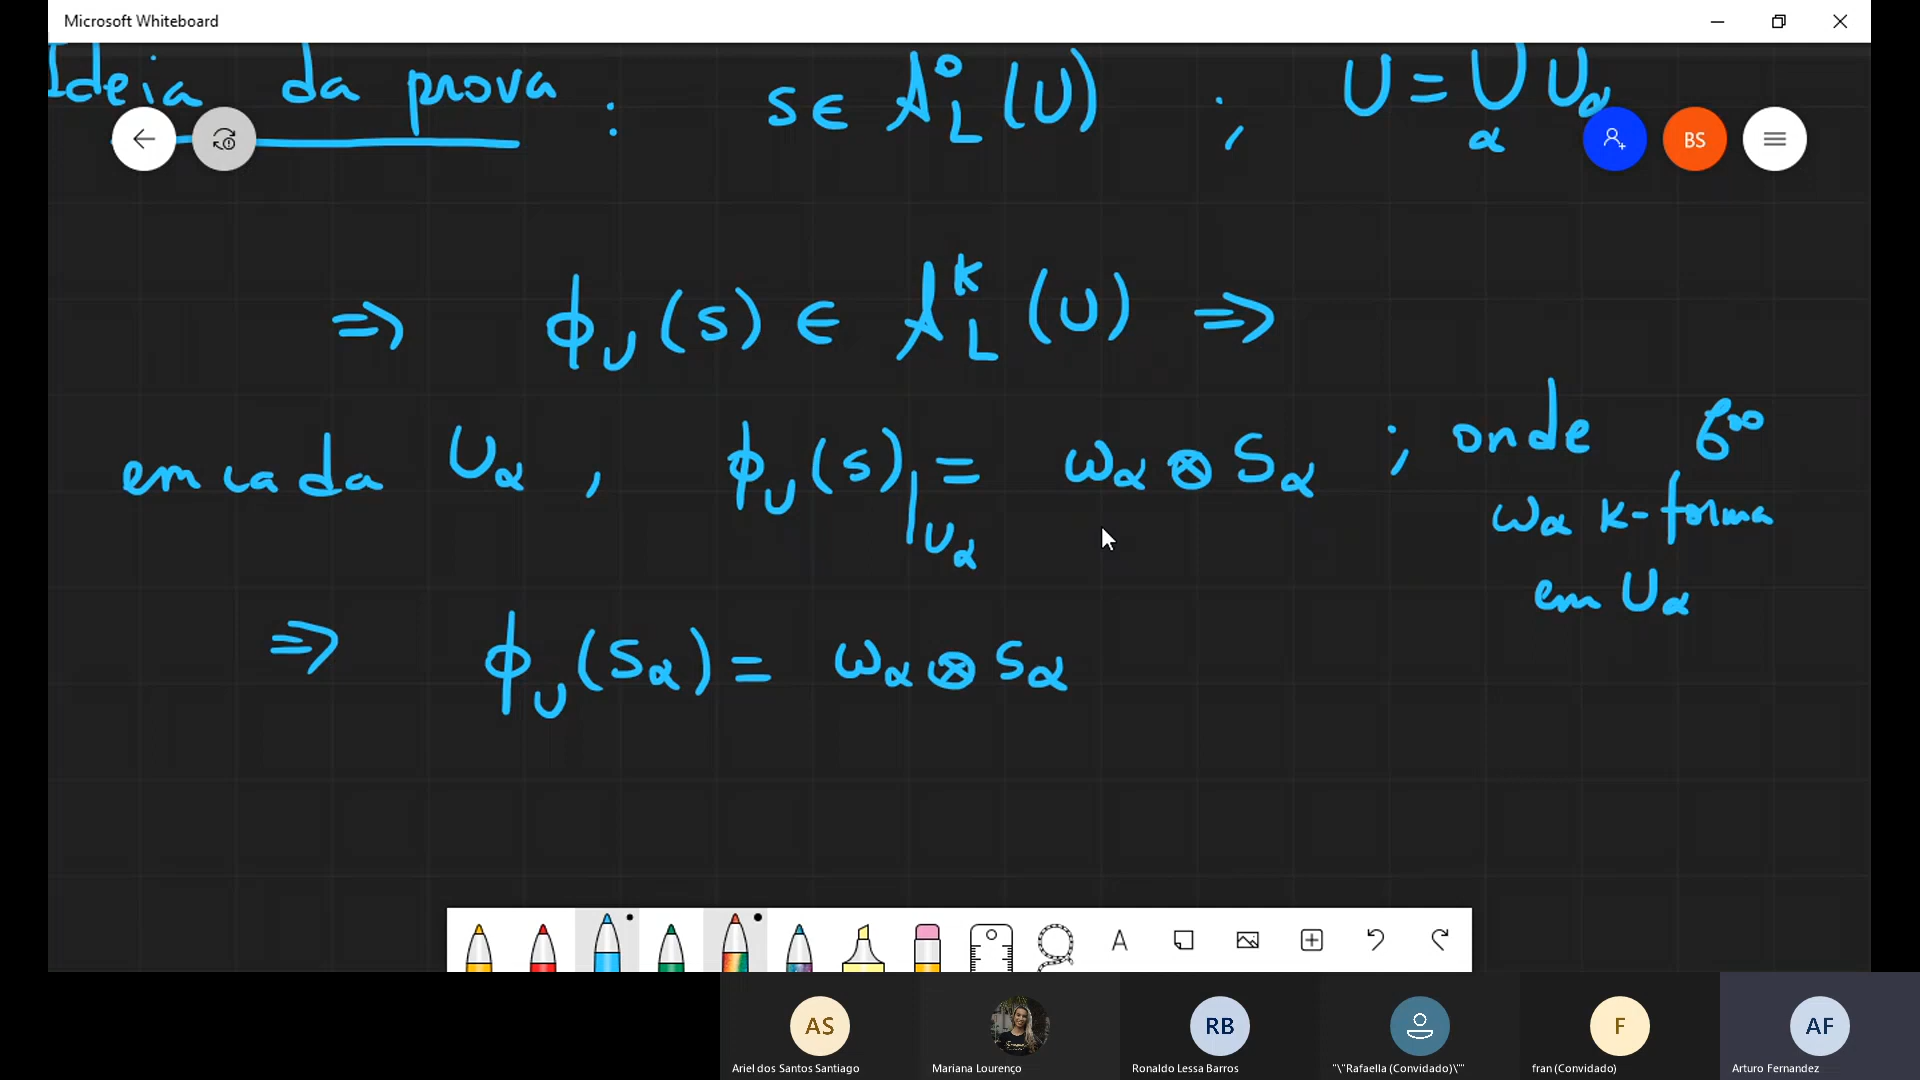 Microsoft Whiteboard
Ideia da prova : s ∈ A⁰_L (U) ; U = ⋃_α U_α
BS
⇒ ϕ_U (s) ∈ A^k_L (U) ⇒
em cada U_α , ϕ_U (s)|_{U_α} = ω_α ⊗ S_α ; onde
ω_α k-forma C^∞
em U_α
⇒ ϕ_U (S_α) = ω_α ⊗ S_α
A
AS RB F AF
Ariel dos Santos Santiago Mariana Lourenço Ronaldo Lessa Barros "\"Rafaella (Convidado)\"" fran (Convidado) Arturo Fernandez